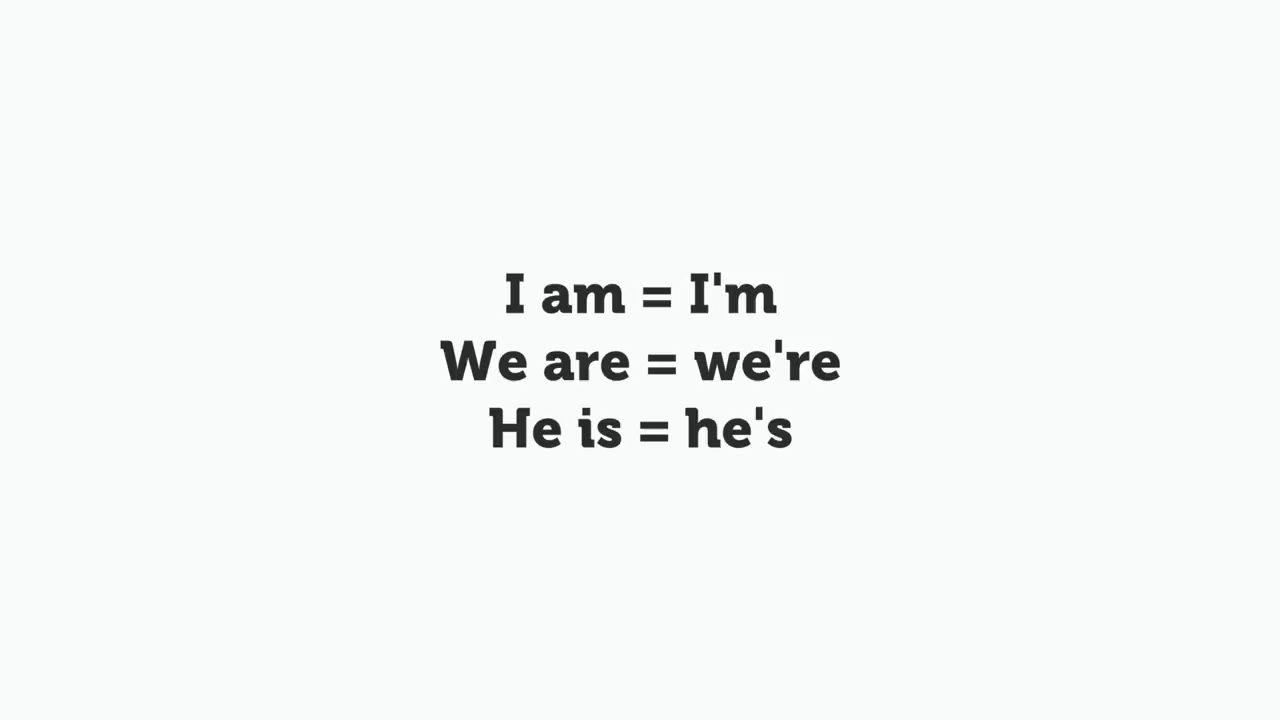 I am = I'm
We are = we're
He is = he's